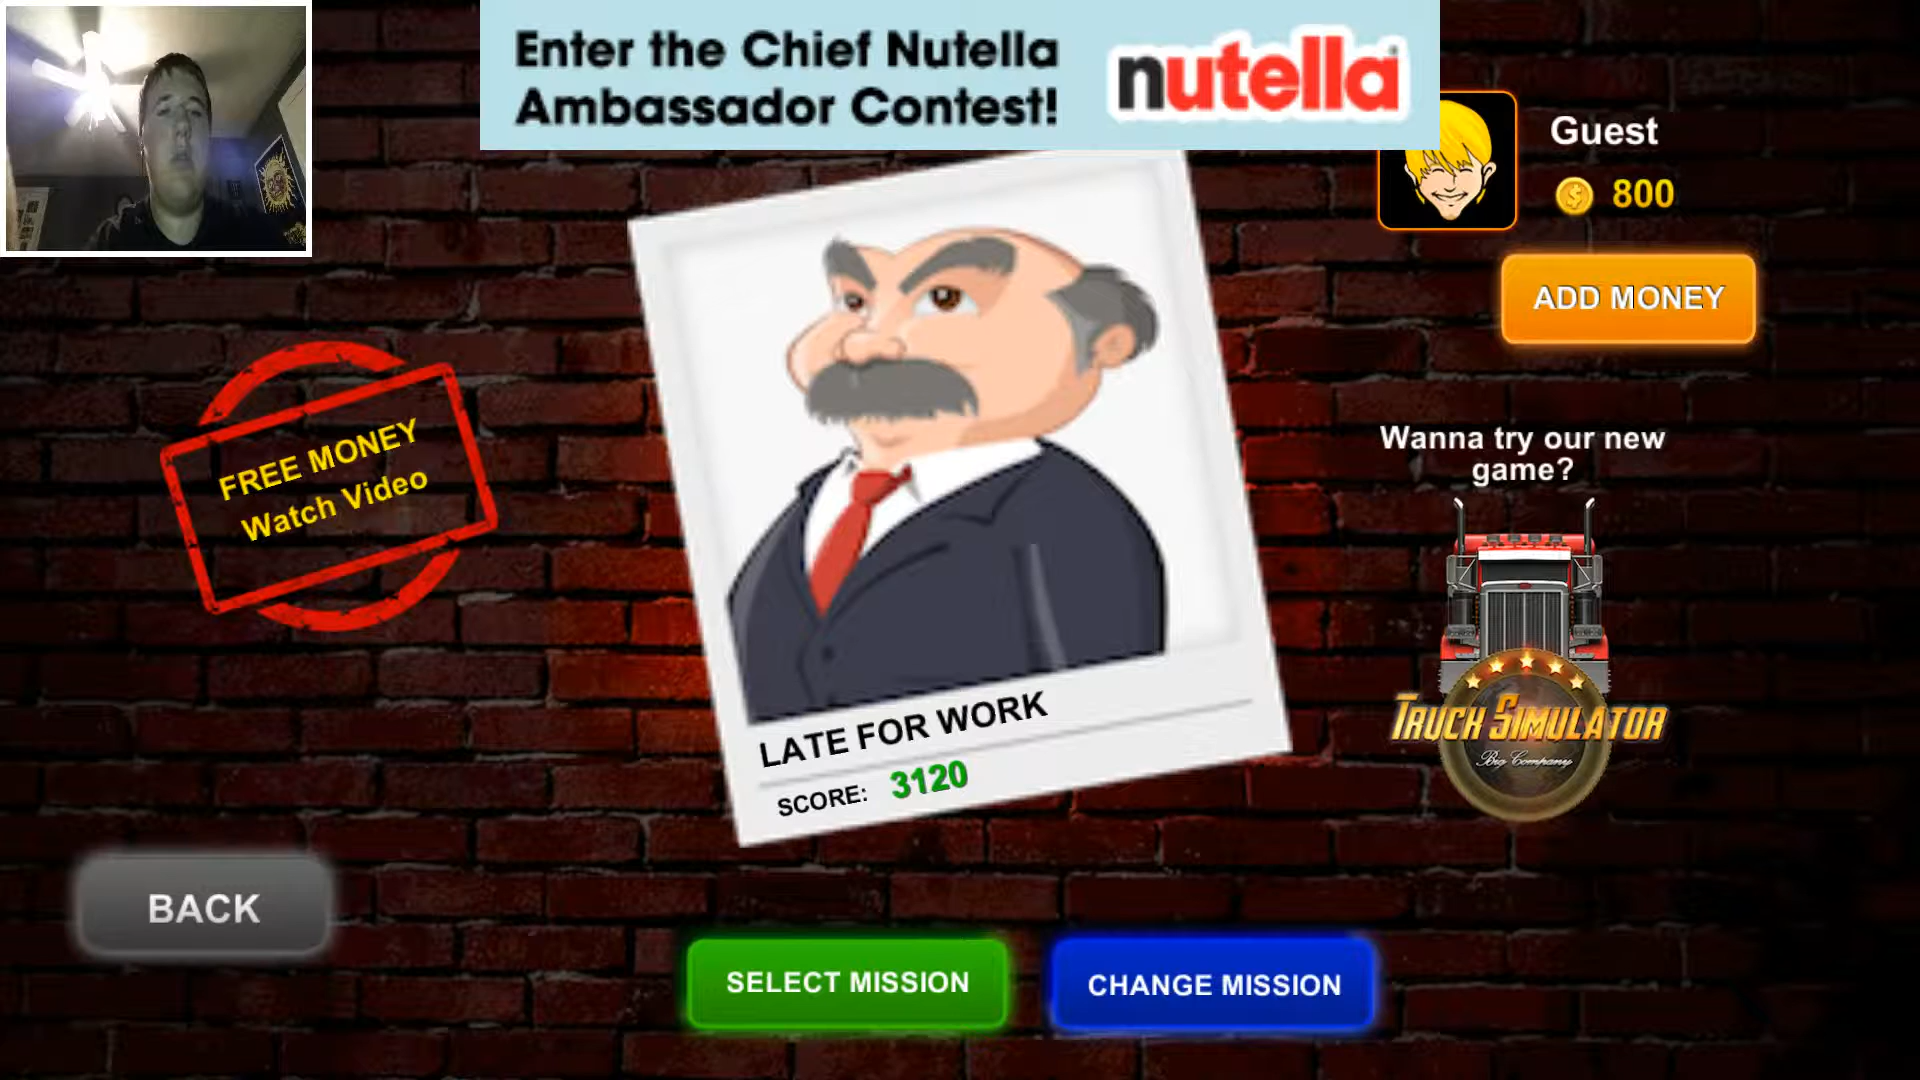 Enter the Chief Nutella
Ambassador Contest!
nutella
Guest
800
ADD MONEY
FREE MONEY
Watch Video
Wanna try our new
game?
TRUCK SIMULATOR
Big Company
LATE FOR WORK
SCORE: 3120
BACK
SELECT MISSION
CHANGE MISSION